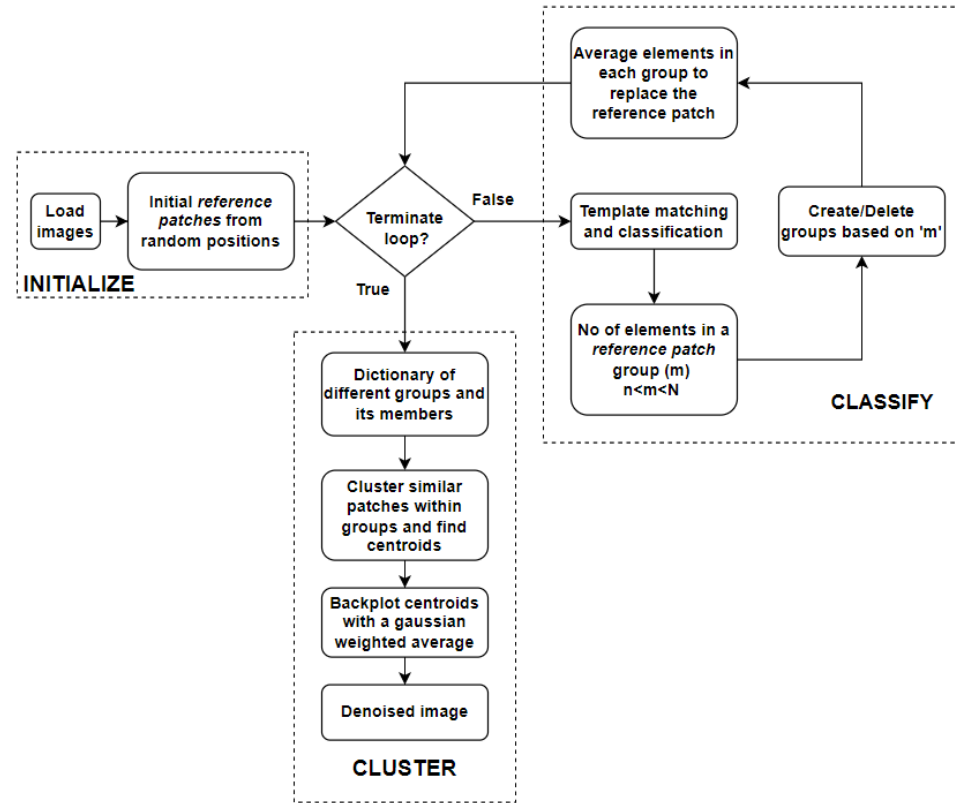 Load
images
Initial reference
patches from
random positions
INITIALIZE
Terminate
loop?
False
True
Template matching
and classification
No of elements in a
reference patch
group (m)
n<m<N
Create/Delete
groups based on 'm'
Average elements in
each group to
replace the
reference patch
CLASSIFY
Dictionary of
different groups and
its members
Cluster similar
patches within
groups and find
centroids
Backplot centroids
with a gaussian
weighted average
Denoised image
CLUSTER